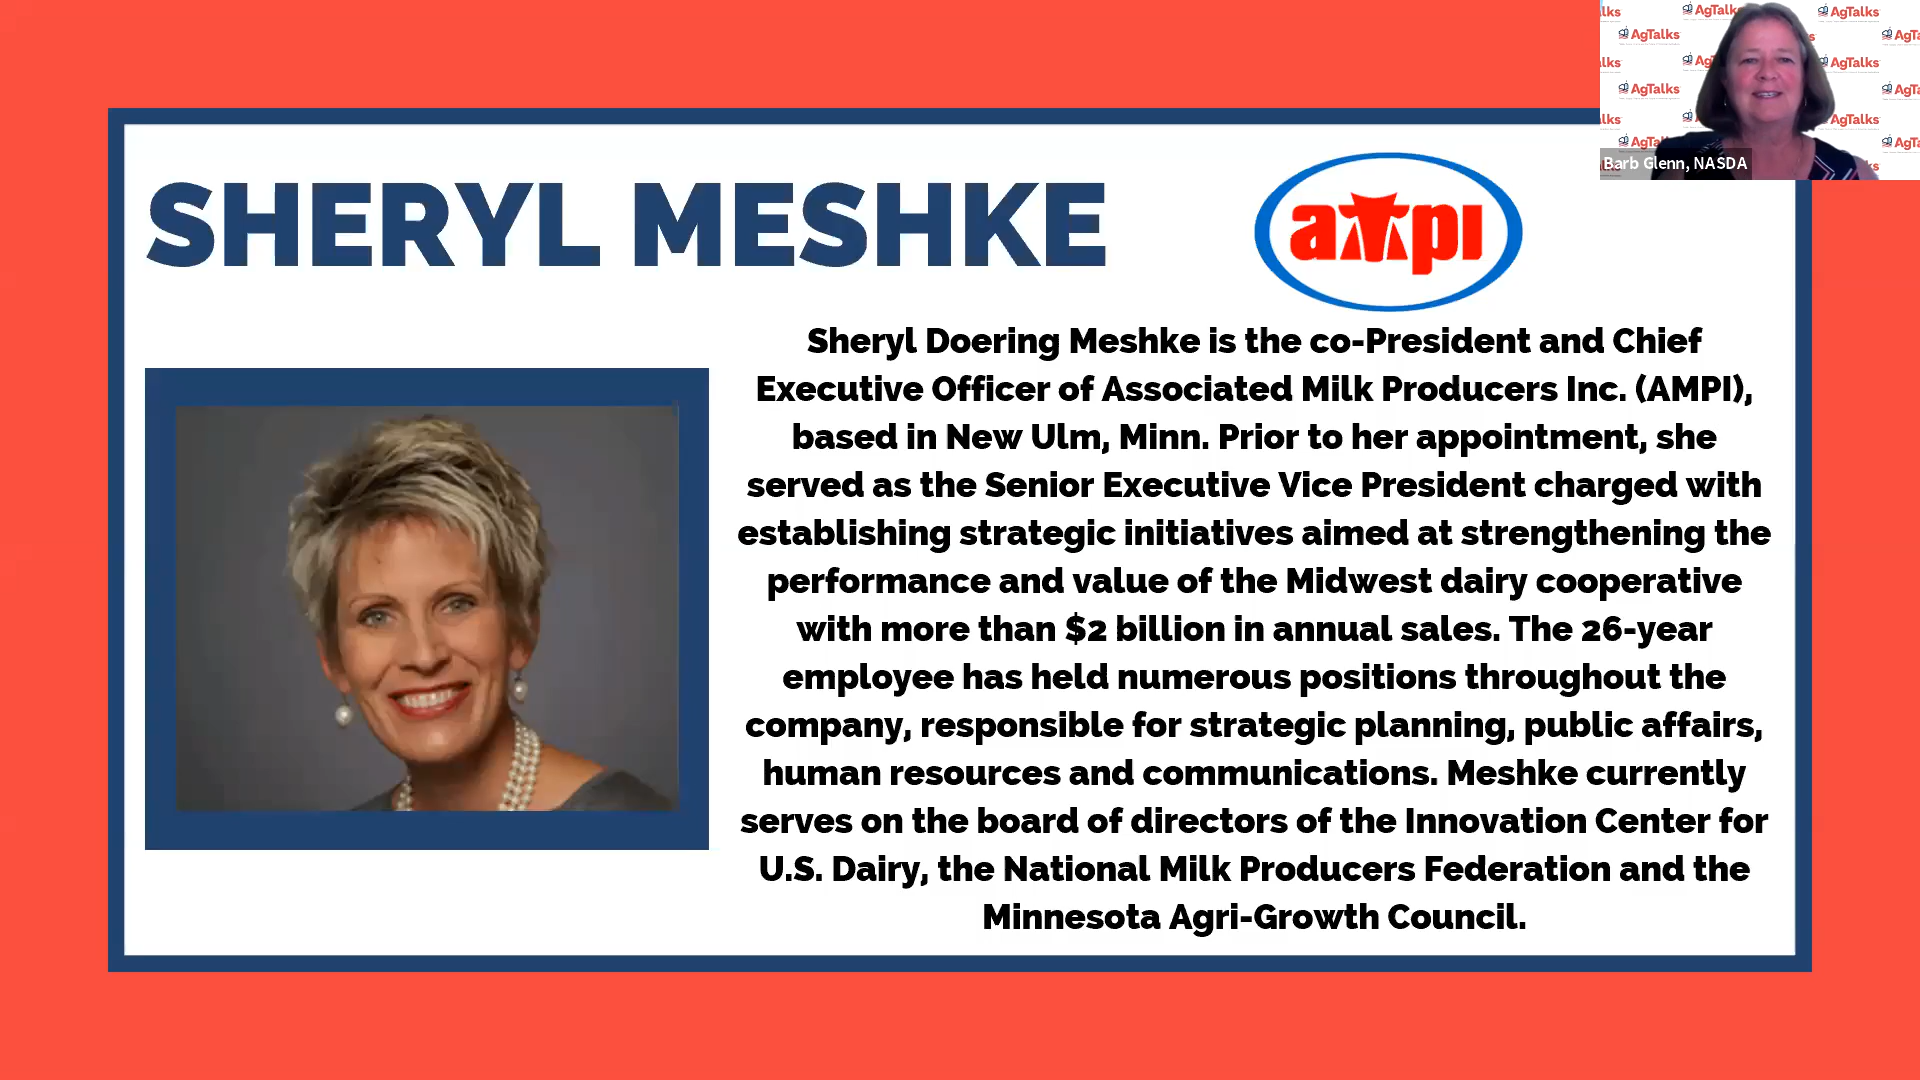 SHERYL MESHKE
ampi
Sheryl Doering Meshke is the co-President and Chief
Executive Officer of Associated Milk Producers Inc. (AMPI),
based in New Ulm, Minn. Prior to her appointment, she
served as the Senior Executive Vice President charged with
establishing strategic initiatives aimed at strengthening the
performance and value of the Midwest dairy cooperative
with more than $2 billion in annual sales. The 26-year
employee has held numerous positions throughout the
company, responsible for strategic planning, public affairs,
human resources and communications. Meshke currently
serves on the board of directors of the Innovation Center for
U.S. Dairy, the National Milk Producers Federation and the
Minnesota Agri-Growth Council.
AgTalks
AgTalks
AgTalks
AgTalks
AgTalks
AgTalks
Barb Glenn, NASDA